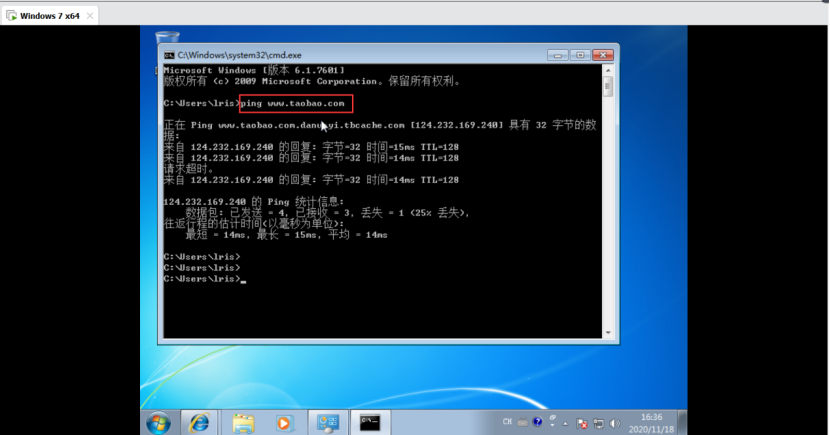 Windows 7 x64
C:\Windows\system32\cmd.exe
Microsoft Windows [版本 6.1.7601]
版权所有 (c) 2009 Microsoft Corporation。保留所有权利。
C:\Users\lris>ping www.taobao.com
正在 Ping www.taobao.com.danuoyi.tbcache.com [124.232.169.240] 具有 32 字节的数
据:
来自 124.232.169.240 的回复: 字节=32 时间=15ms TTL=128
来自 124.232.169.240 的回复: 字节=32 时间=14ms TTL=128
请求超时。
来自 124.232.169.240 的回复: 字节=32 时间=14ms TTL=128
124.232.169.240 的 Ping 统计信息:
数据包: 已发送 = 4, 已接收 = 3, 丢失 = 1 (25% 丢失),
往返行程的估计时间(以毫秒为单位):
最短 = 14ms, 最长 = 15ms, 平均 = 14ms
C:\Users\lris>
C:\Users\lris>
C:\Users\lris>_
CH
16:36
2020/11/18